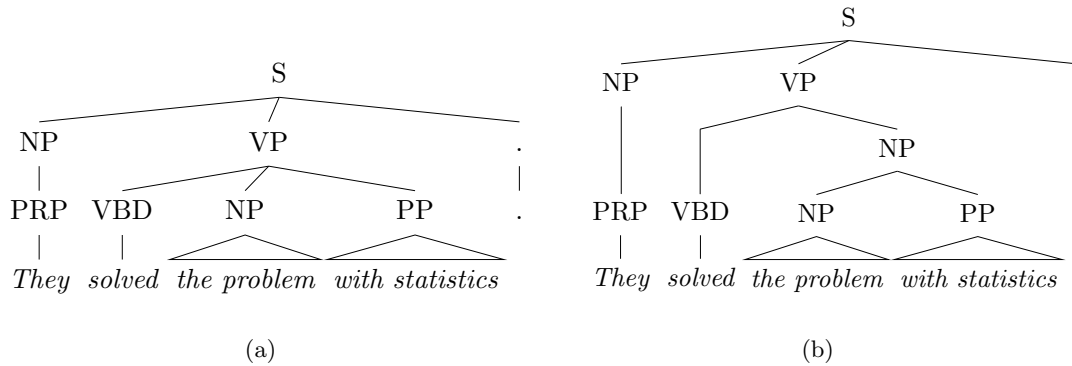 S
NP VP .
PRP VBD NP PP .
They solved the problem with statistics
(a)
S
NP VP
NP
PRP VBD NP PP
They solved the problem with statistics
(b)